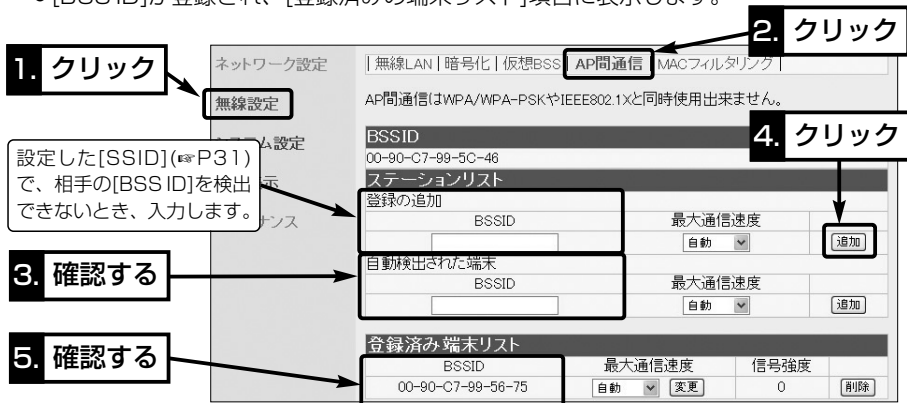 ●[BSSID]が登録され、[登録済みの端末リスト]項目に表示します。
1. クリック
2. クリック
ネットワーク設定
無線設定
システム設定
| 無線LAN | 暗号化 | 仮想BSS | AP間通信 | MACフィルタリング |
AP間通信はWPA/WPA-PSKやIEEE802.1Xと同時使用出来ません。
BSSID
00-90-C7-99-5C-46
4. クリック
設定した[SSID](☞P31)
で、相手の[BSSID]を検出
できないとき、入力します。
ステーションリスト
登録の追加
BSSID 最大通信速度
自動 追加
3. 確認する
自動検出された端末
BSSID 最大通信速度
自動 追加
5. 確認する
登録済み端末リスト
BSSID 最大通信速度 信号強度
00-90-C7-99-56-75 自動 変更 0 削除